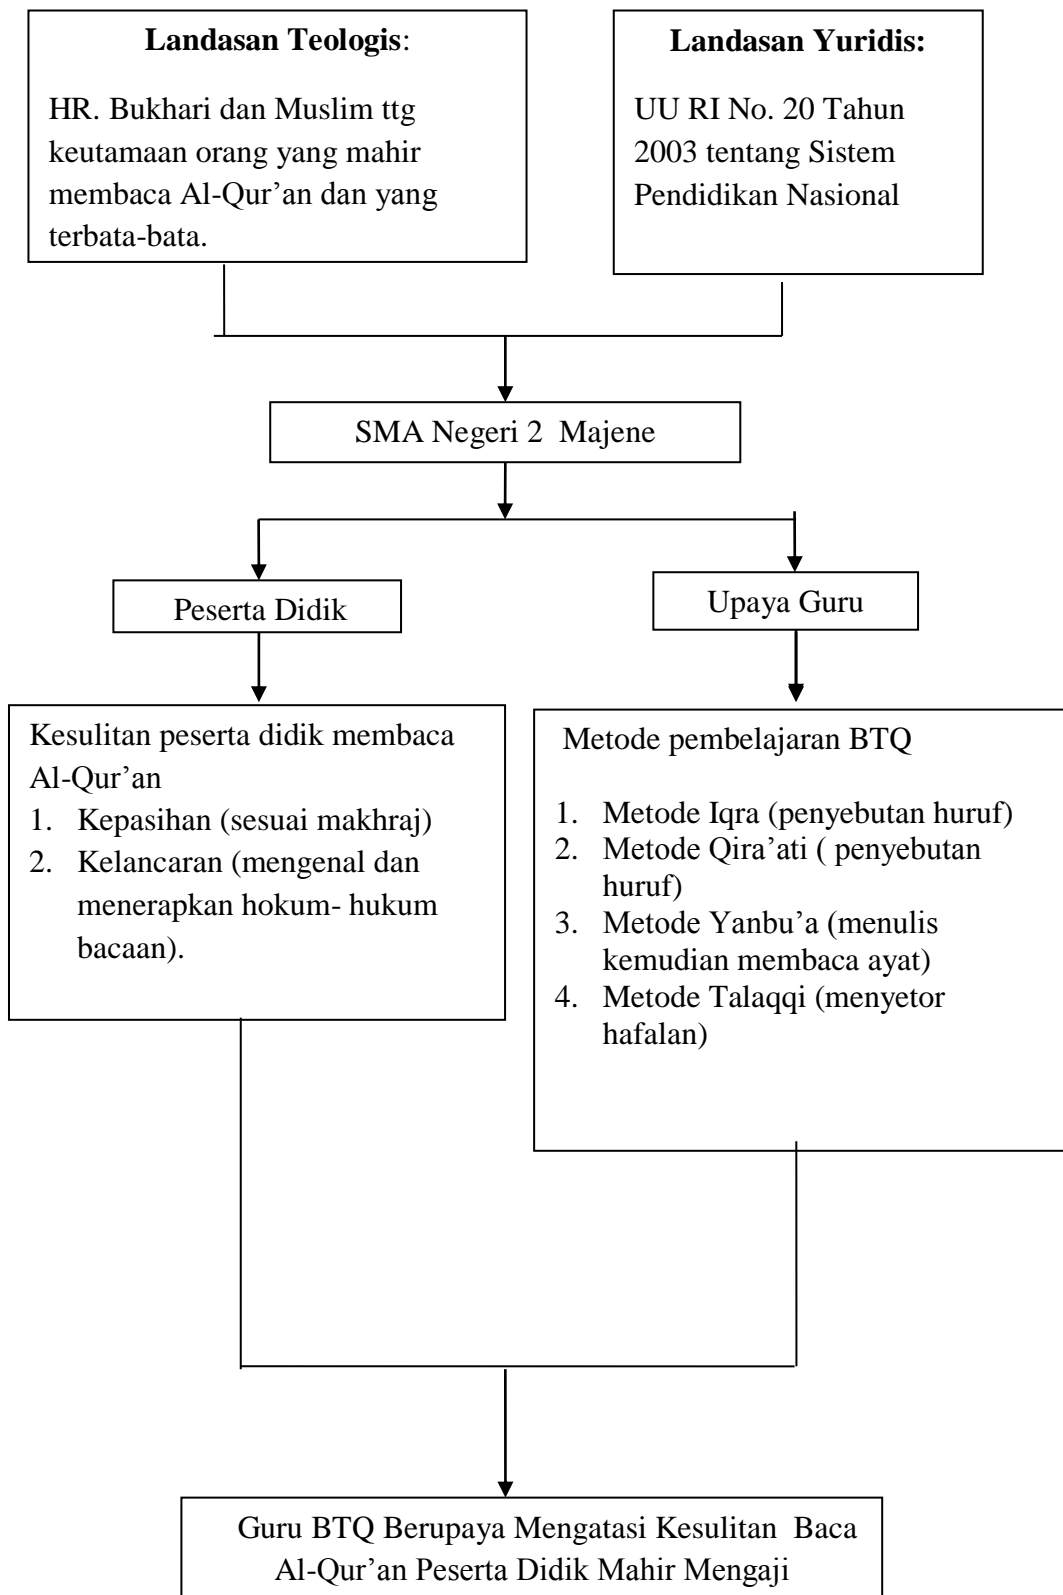 Landasan Teologis:
HR. Bukhari dan Muslim ttg
keutamaan orang yang mahir
membaca Al-Qur’an dan yang
terbata-bata.
Landasan Yuridis:
UU RI No. 20 Tahun
2003 tentang Sistem
Pendidikan Nasional
SMA Negeri 2 Majene
Peserta Didik
Upaya Guru
Kesulitan peserta didik membaca
Al-Qur’an
1. Kepasihan (sesuai makhraj)
2. Kelancaran (mengenal dan
menerapkan hokum- hukum
bacaan).
Metode pembelajaran BTQ
1. Metode Iqra (penyebutan huruf)
2. Metode Qira’ati ( penyebutan
huruf)
3. Metode Yanbu’a (menulis
kemudian membaca ayat)
4. Metode Talaqqi (menyetor
hafalan)
Guru BTQ Berupaya Mengatasi Kesulitan Baca
Al-Qur’an Peserta Didik Mahir Mengaji